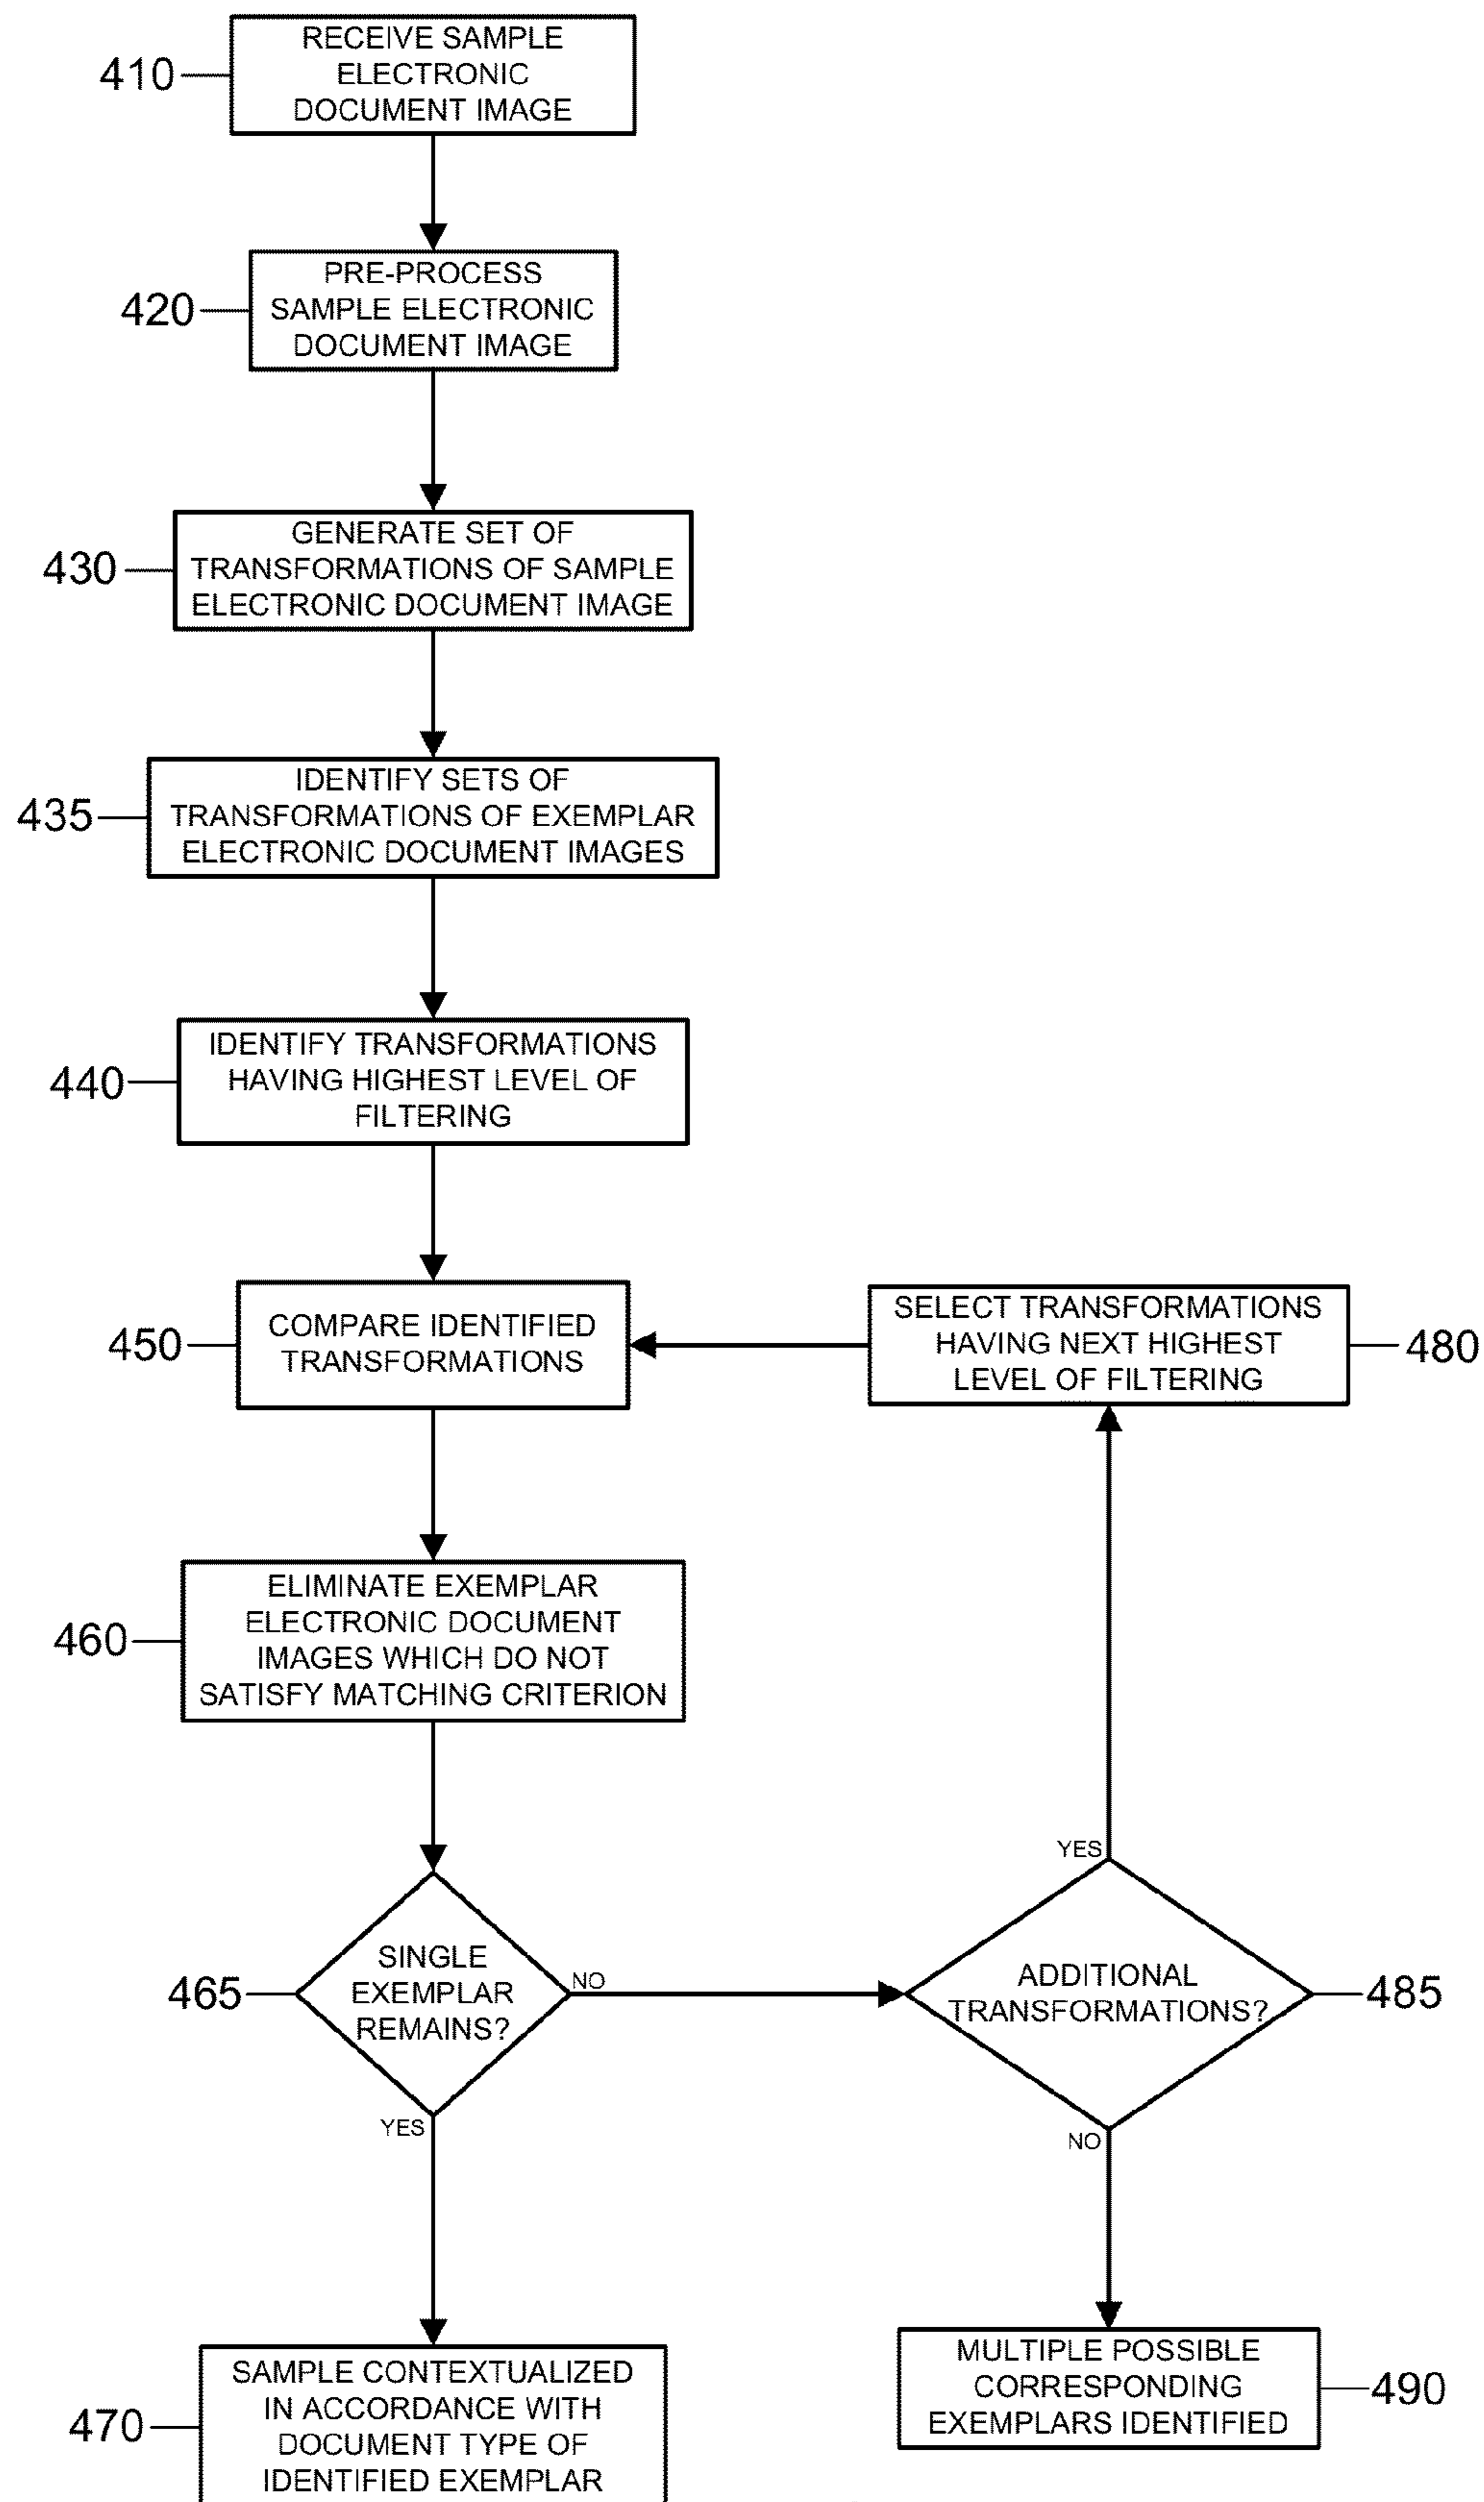 410
RECEIVE SAMPLE
ELECTRONIC
DOCUMENT IMAGE
420
PRE-PROCESS
SAMPLE ELECTRONIC
DOCUMENT IMAGE
430
GENERATE SET OF
TRANSFORMATIONS OF SAMPLE
ELECTRONIC DOCUMENT IMAGE
435
IDENTIFY SETS OF
TRANSFORMATIONS OF EXEMPLAR
ELECTRONIC DOCUMENT IMAGES
440
IDENTIFY TRANSFORMATIONS
HAVING HIGHEST LEVEL OF
FILTERING
450
COMPARE IDENTIFIED
TRANSFORMATIONS
SELECT TRANSFORMATIONS
HAVING NEXT HIGHEST
LEVEL OF FILTERING
480
460
ELIMINATE EXEMPLAR
ELECTRONIC DOCUMENT
IMAGES WHICH DO NOT
SATISFY MATCHING CRITERION
465
SINGLE
EXEMPLAR
REMAINS?
NO
YES
YES
ADDITIONAL
TRANSFORMATIONS?
485
NO
470
SAMPLE CONTEXTUALIZED
IN ACCORDANCE WITH
DOCUMENT TYPE OF
IDENTIFIED EXEMPLAR
MULTIPLE POSSIBLE
CORRESPONDING
EXEMPLARS IDENTIFIED
490